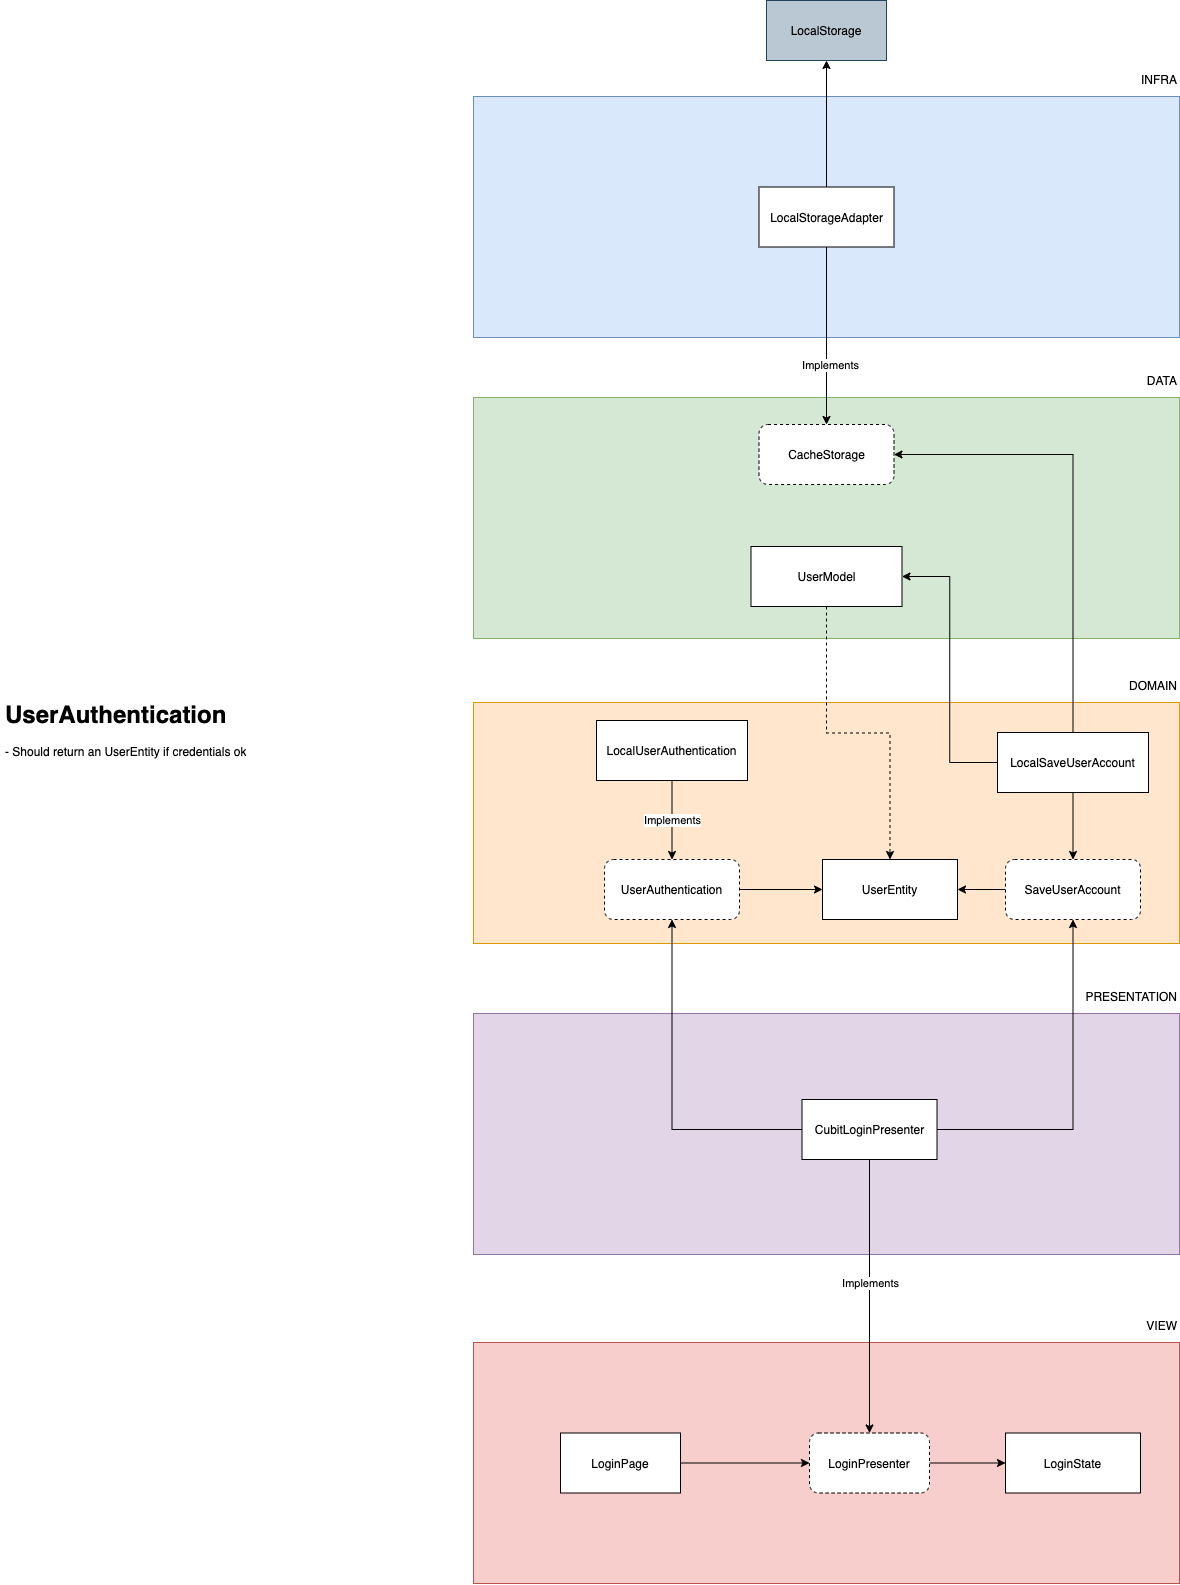 LocalStorage
INFRA
LocalStorageAdapter
Implements
DATA
CacheStorage
UserModel
DOMAIN
UserAuthentication
- Should return an UserEntity if credentials ok
LocalUserAuthentication
LocalSaveUserAccount
Implements
UserAuthentication
UserEntity
SaveUserAccount
PRESENTATION
CubitLoginPresenter
Implements
VIEW
LoginPage
LoginPresenter
LoginState